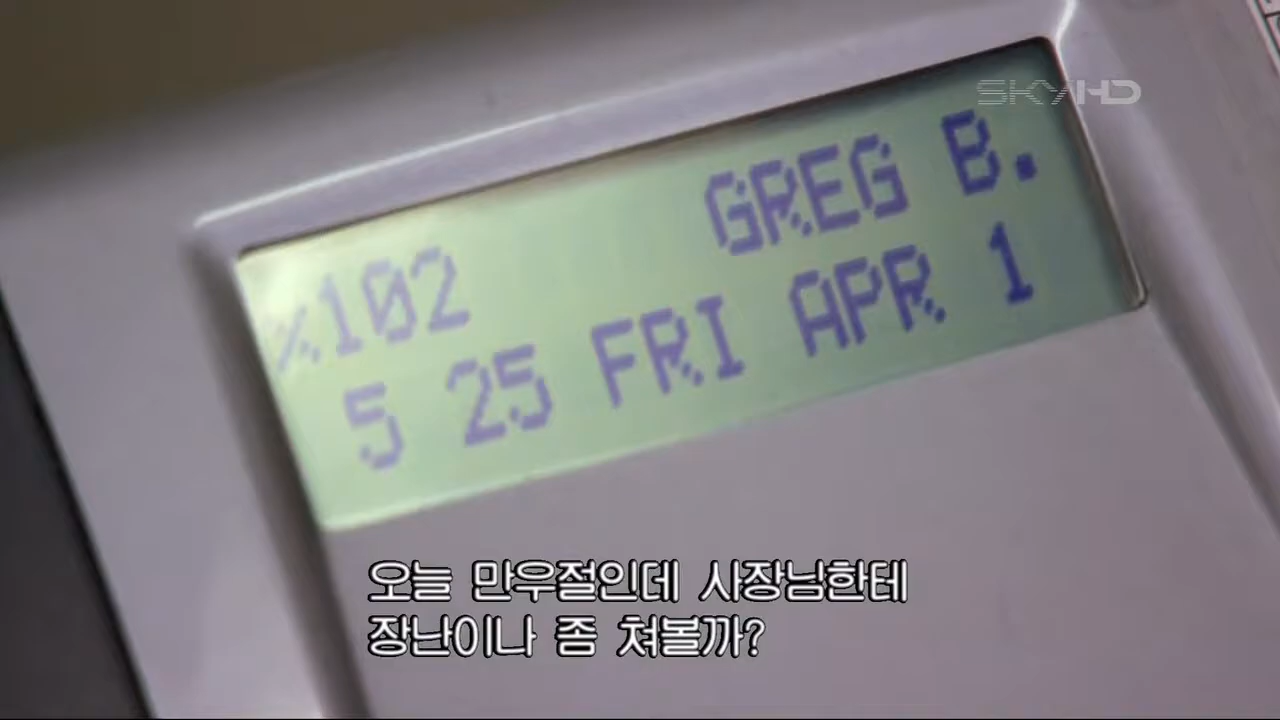 SKY HD
x102 GREG B.
5 25 FRI APR 1
오늘 만우절인데 사장님한테
장난이나 좀 쳐볼까?